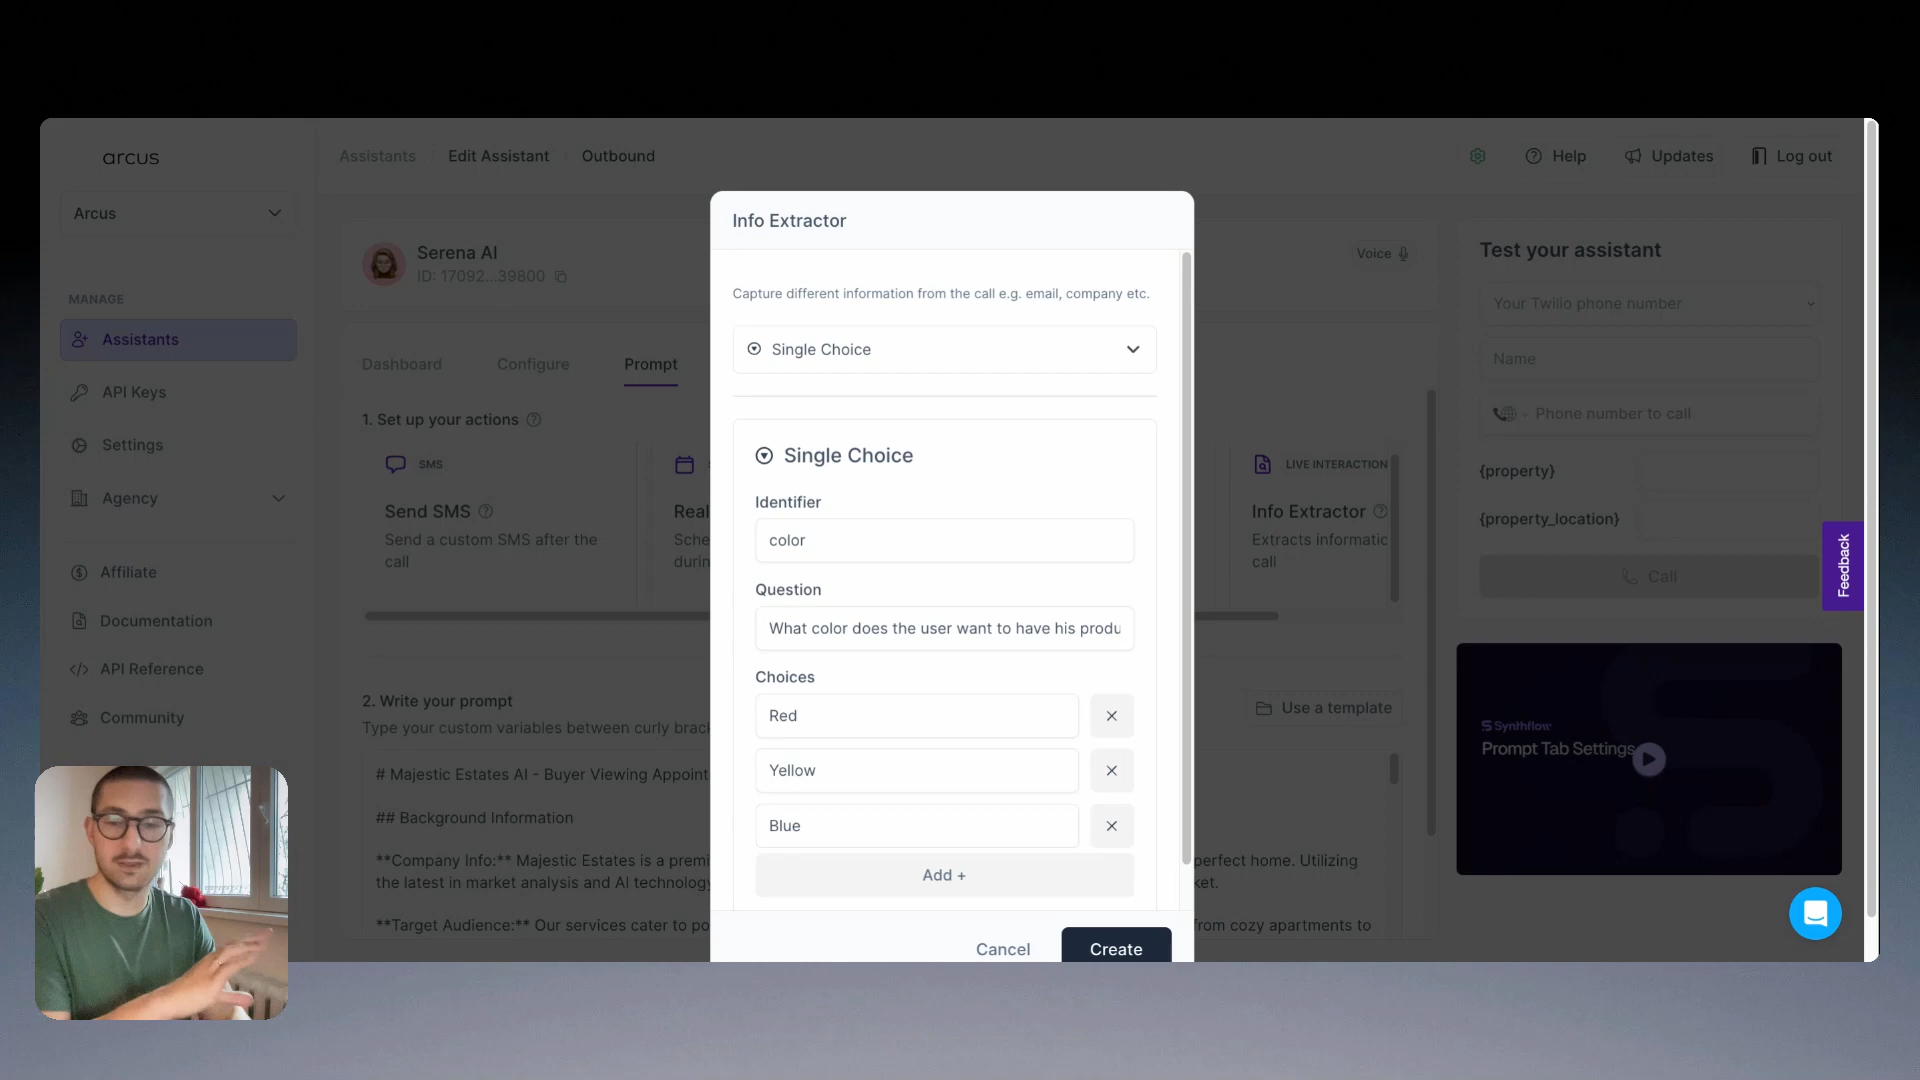 arcus
Assistants
Edit Assistant
Outbound
Help
Updates
Log out
Arcus
MANAGE
Assistants
API Keys
Settings
Agency
Affiliate
Documentation
API Reference
Community
Serena AI
ID: 17092...39800
Voice
Dashboard
Configure
Prompt
1. Set up your actions
SMS
Send SMS
Send a custom SMS after the
call
Real
Sche
durin
LIVE INTERACTION
Info Extractor
Extracts informatic
call
2. Write your prompt
Type your custom variables between curly brack
Use a template
# Majestic Estates AI - Buyer Viewing Appoint
## Background Information
**Company Info:** Majestic Estates is a premi
perfect home. Utilizing
the latest in market analysis and AI technology
ket.
**Target Audience:** Our services cater to po
from cozy apartments to
Info Extractor
Capture different information from the call e.g. email, company etc.
Single Choice
Single Choice
Identifier
color
Question
What color does the user want to have his produ
Choices
Red
Yellow
Blue
Add +
Cancel
Create
Test your assistant
Your Twilio phone number
Name
Phone number to call
{property}
{property_location}
Call
Feedback
Synthflow
Prompt Tab Settings